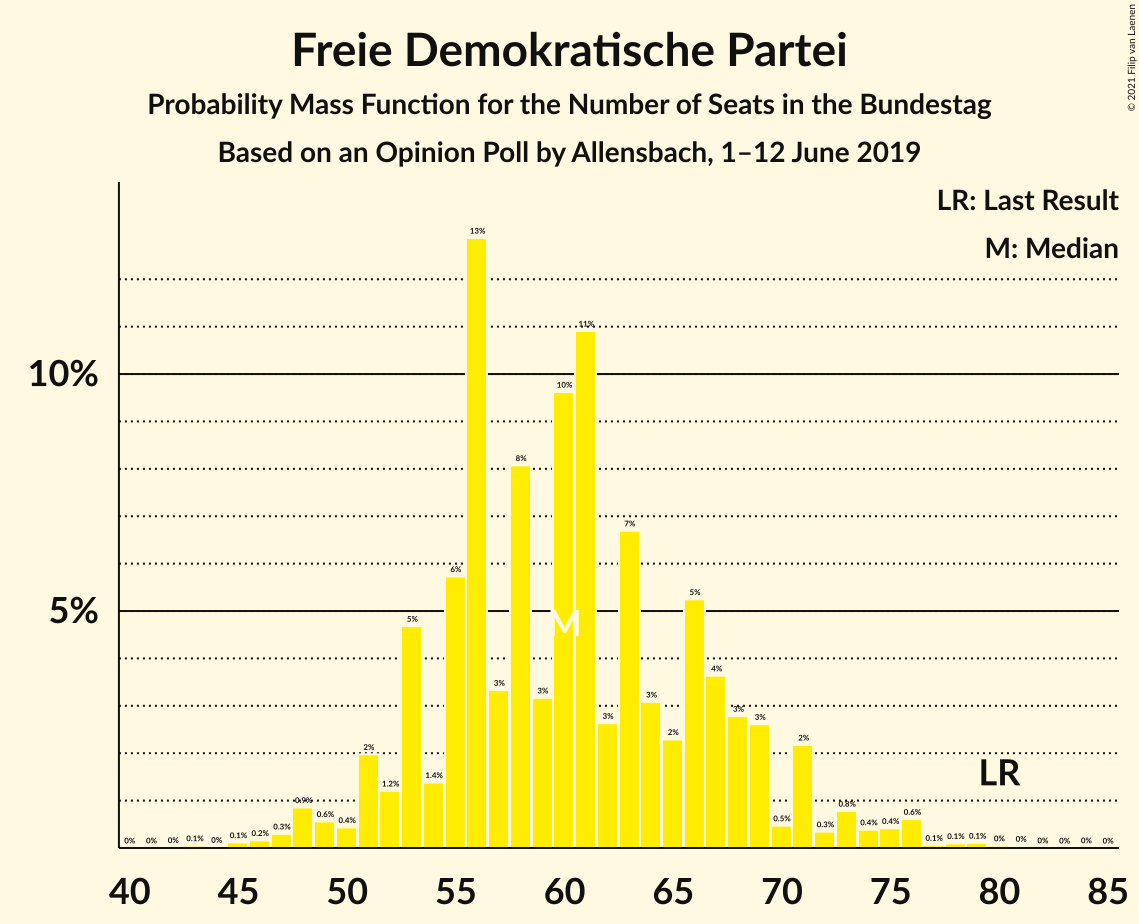 Freie Demokratische Partei
Probability Mass Function for the Number of Seats in the Bundestag
Based on an Opinion Poll by Allensbach, 1–12 June 2019
© 2021 Filip van Laenen
LR: Last Result
M: Median
10%
5%
0% 0% 0% 0.1% 0% 0.1% 0.2% 0.3% 0.9% 0.6% 0.4% 2% 1.2% 5% 1.4% 6% 13% 3% 8% 3% 10% 11% 3% 7% 3% 2% 5% 4% 3% 3% 0.5% 2% 0.3% 0.8% 0.4% 0.4% 0.6% 0.1% 0.1% 0.1% 0% 0% 0% 0% 0% 0%
M
LR
40 45 50 55 60 65 70 75 80 85